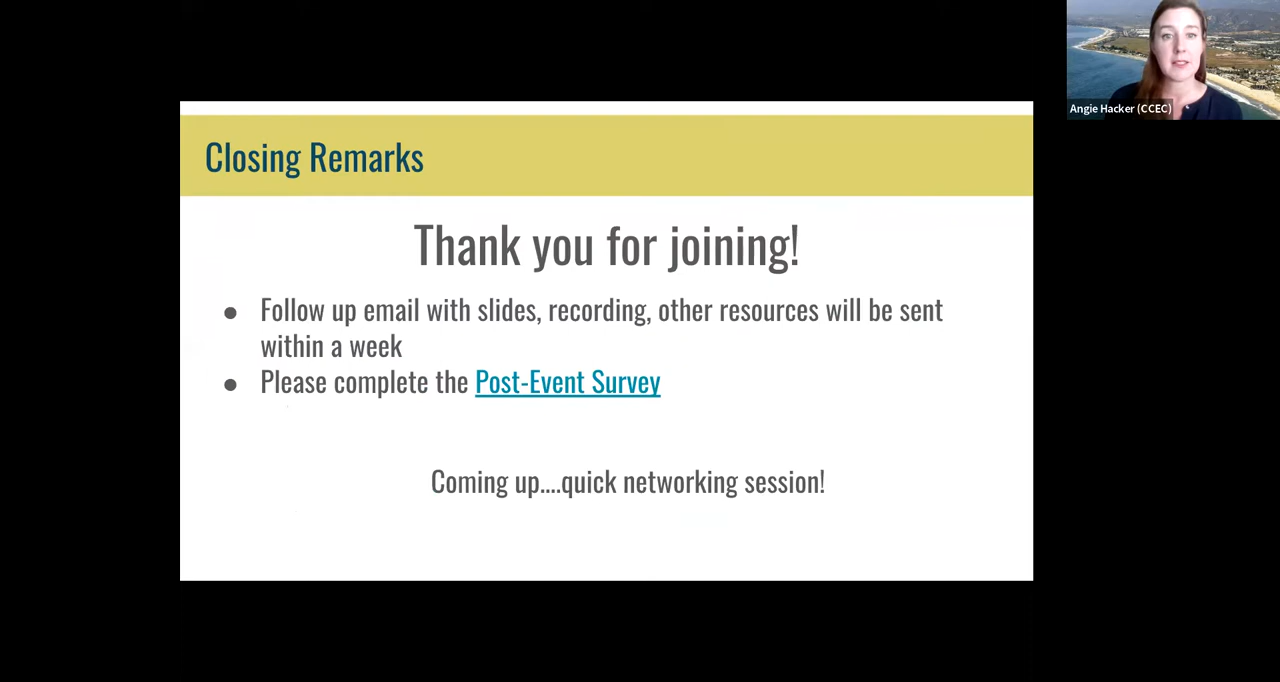 Angie Hacker (CCEC)
Closing Remarks
Thank you for joining!
● Follow up email with slides, recording, other resources will be sent
within a week
● Please complete the Post-Event Survey
Coming up....quick networking session!